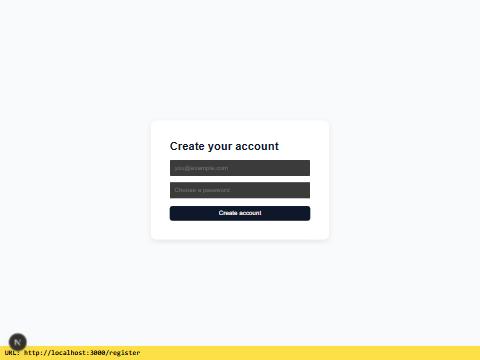 Create your account
you@example.com
Choose a password
Create account
N
URL: http://localhost:3000/register